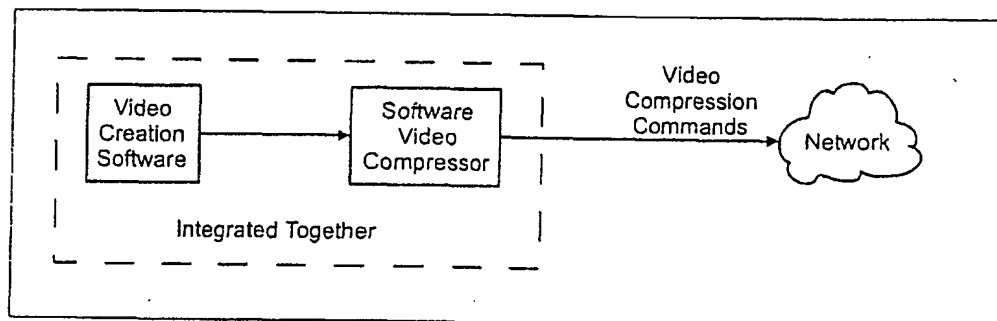 Video
Creation
Software
Software
Video
Compressor
Video
Compression
Commands
Network
Integrated Together